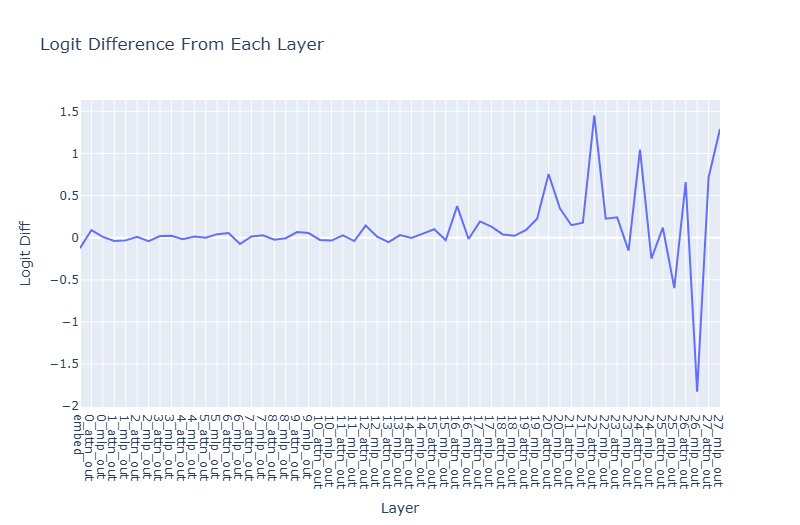 Logit Difference From Each Layer
Logit Diff
1.5
1
0.5
0
−0.5
−1
−1.5
−2
embed
0_attn_out
0_mlp_out
1_attn_out
1_mlp_out
2_attn_out
2_mlp_out
3_attn_out
3_mlp_out
4_attn_out
4_mlp_out
5_attn_out
5_mlp_out
6_attn_out
6_mlp_out
7_attn_out
7_mlp_out
8_attn_out
8_mlp_out
9_attn_out
9_mlp_out
10_attn_out
10_mlp_out
11_attn_out
11_mlp_out
12_attn_out
12_mlp_out
13_attn_out
13_mlp_out
14_attn_out
14_mlp_out
15_attn_out
15_mlp_out
16_attn_out
16_mlp_out
17_attn_out
17_mlp_out
18_attn_out
18_mlp_out
19_attn_out
19_mlp_out
20_attn_out
20_mlp_out
21_attn_out
21_mlp_out
22_attn_out
22_mlp_out
23_attn_out
23_mlp_out
24_attn_out
24_mlp_out
25_attn_out
25_mlp_out
26_attn_out
26_mlp_out
27_attn_out
27_mlp_out
Layer